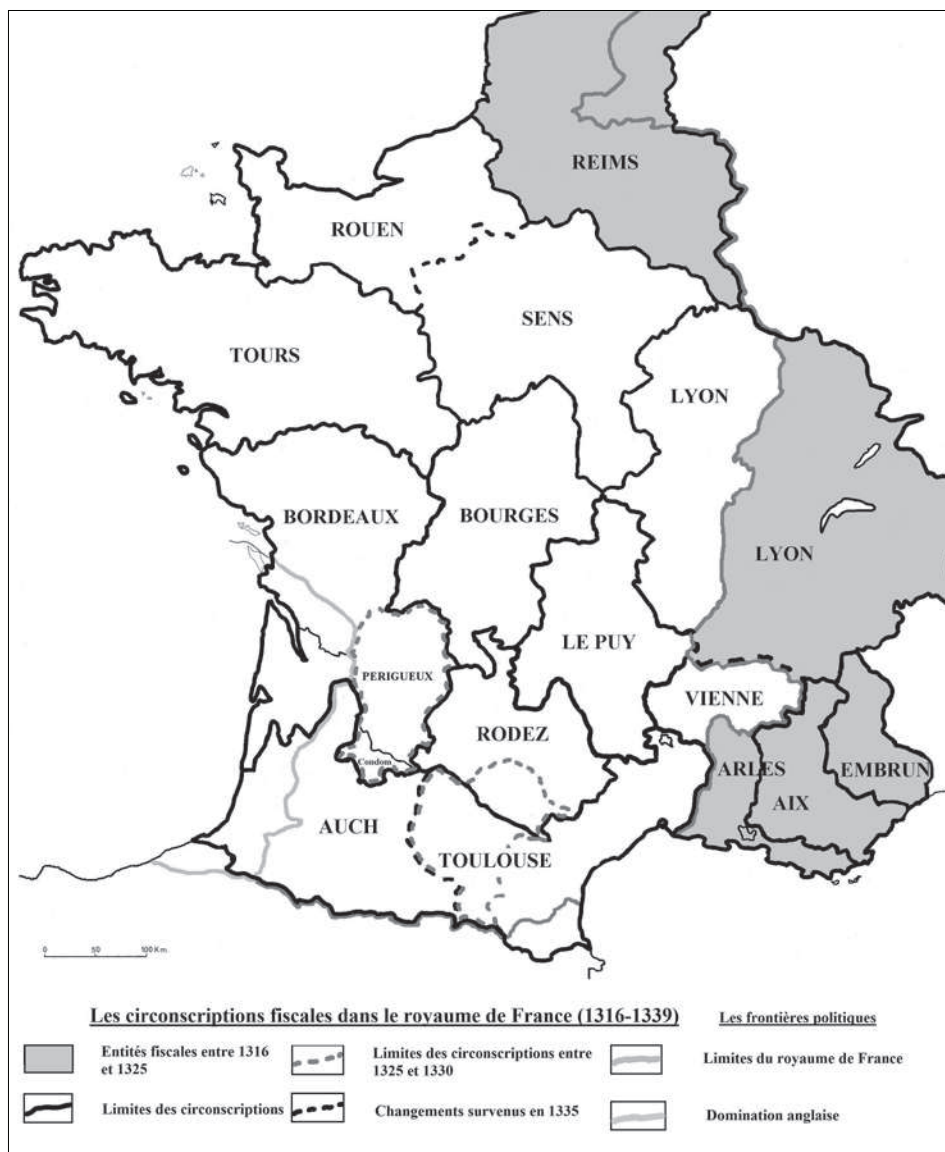 REIMS
ROUEN
SENS
TOURS
LYON
BORDEAUX
BOURGES
LYON
LE PUY
PERIGUEUX
VIENNE
RODEZ
Condom
ARLES
EMBRUN
AIX
AUCH
TOULOUSE
0 50 100 Km.
Les circonscriptions fiscales dans le royaume de France (1316-1339)
Les frontières politiques
Entités fiscales entre 1316
et 1325
Limites des circonscriptions entre
1325 et 1330
Limites du royaume de France
Limites des circonscriptions
Changements survenus en 1335
Domination anglaise